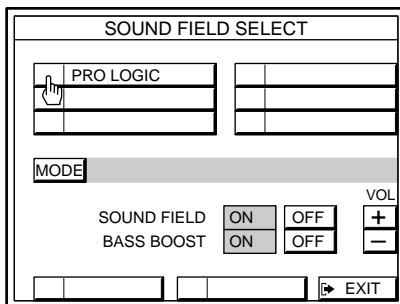 SOUND FIELD SELECT
PRO LOGIC
MODE
VOL
SOUND FIELD ON OFF +
BASS BOOST ON OFF −
EXIT